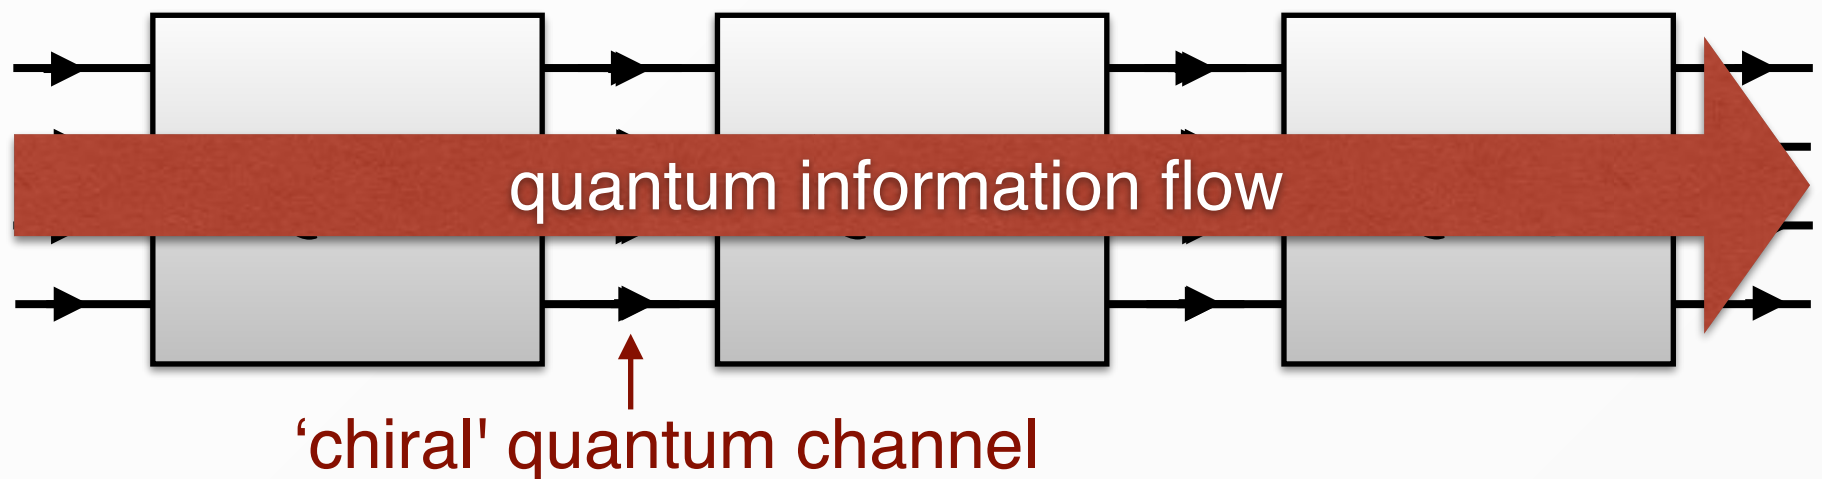 quantum information flow
‘chiral' quantum channel